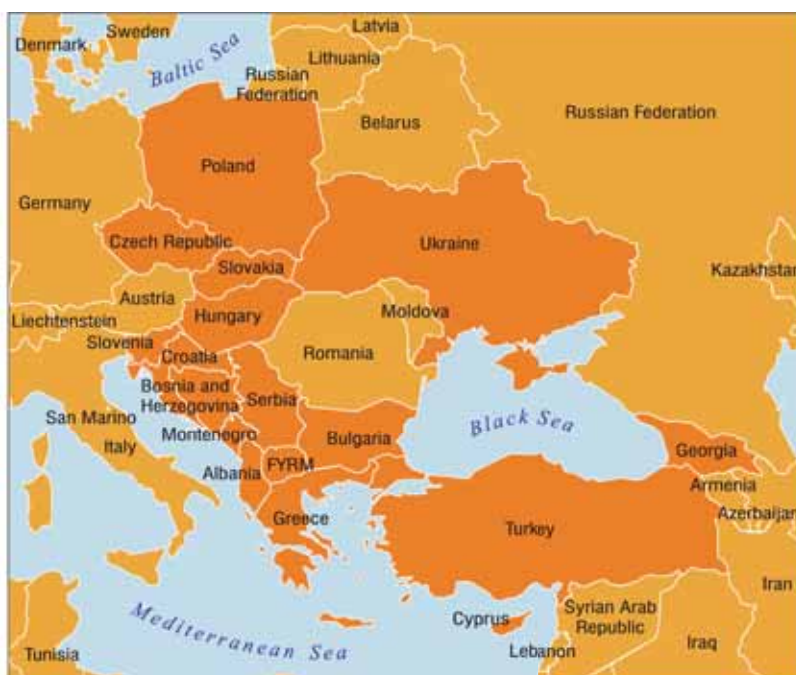 Sweden
Latvia
Denmark
Baltic Sea
Lithuania
Russian
Federation
Belarus
Russian Federation
Poland
Germany
Czech Republic
Ukraine
Slovakia
Kazakhstan
Austria
Moldova
Liechtenstein
Hungary
Slovenia
Croatia
Romania
Bosnia and
Herzegovina
Serbia
San Marino
Black Sea
Montenegro
Bulgaria
Italy
Georgia
Albania
FYRM
Armenia
Azerbaijan
Greece
Turkey
Iran
Cyprus
Syrian Arab
Republic
Mediterranean Sea
Lebanon
Iraq
Tunisia